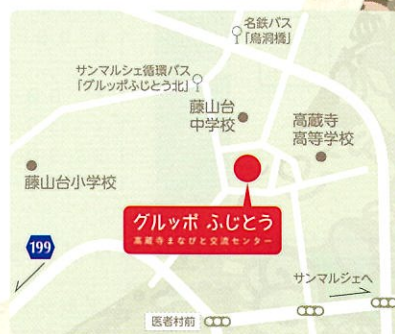 名鉄バス
「鳥洞橋」
サンマルシェ循環バス
「グルッポふじとう北」
藤山台
中学校
高蔵寺
高等学校
藤山台小学校
グルッポ ふじとう
高蔵寺まなびと交流センター
199
サンマルシェへ
医者村前